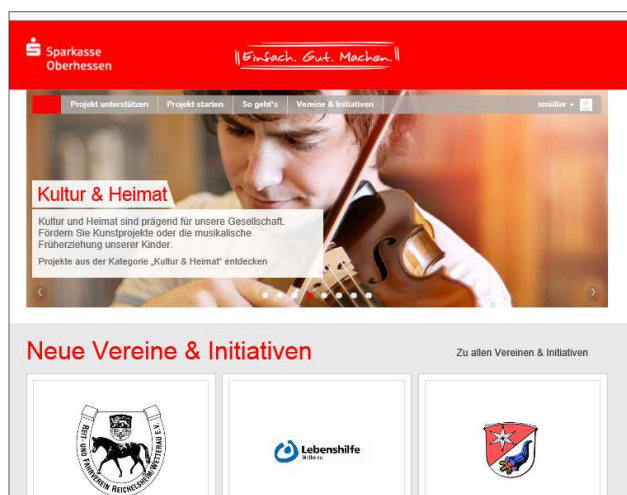 Sparkasse
Oberhessen
Einfach. Gut. Machen.
Projekt unterstützen Projekt starten So geht's Vereine & Initiativen smüller
Kultur & Heimat
Kultur und Heimat sind prägend für unsere Gesellschaft.
Fördern Sie Kunstprojekte oder die musikalische
Früherziehung unserer Kinder.
Projekte aus der Kategorie „Kultur & Heimat" entdecken
Neue Vereine & Initiativen
Zu allen Vereinen & Initiativen
REIT- UND FAHRVEREIN REICHELSHEIM/WETTERAU E.V.
Lebenshilfe